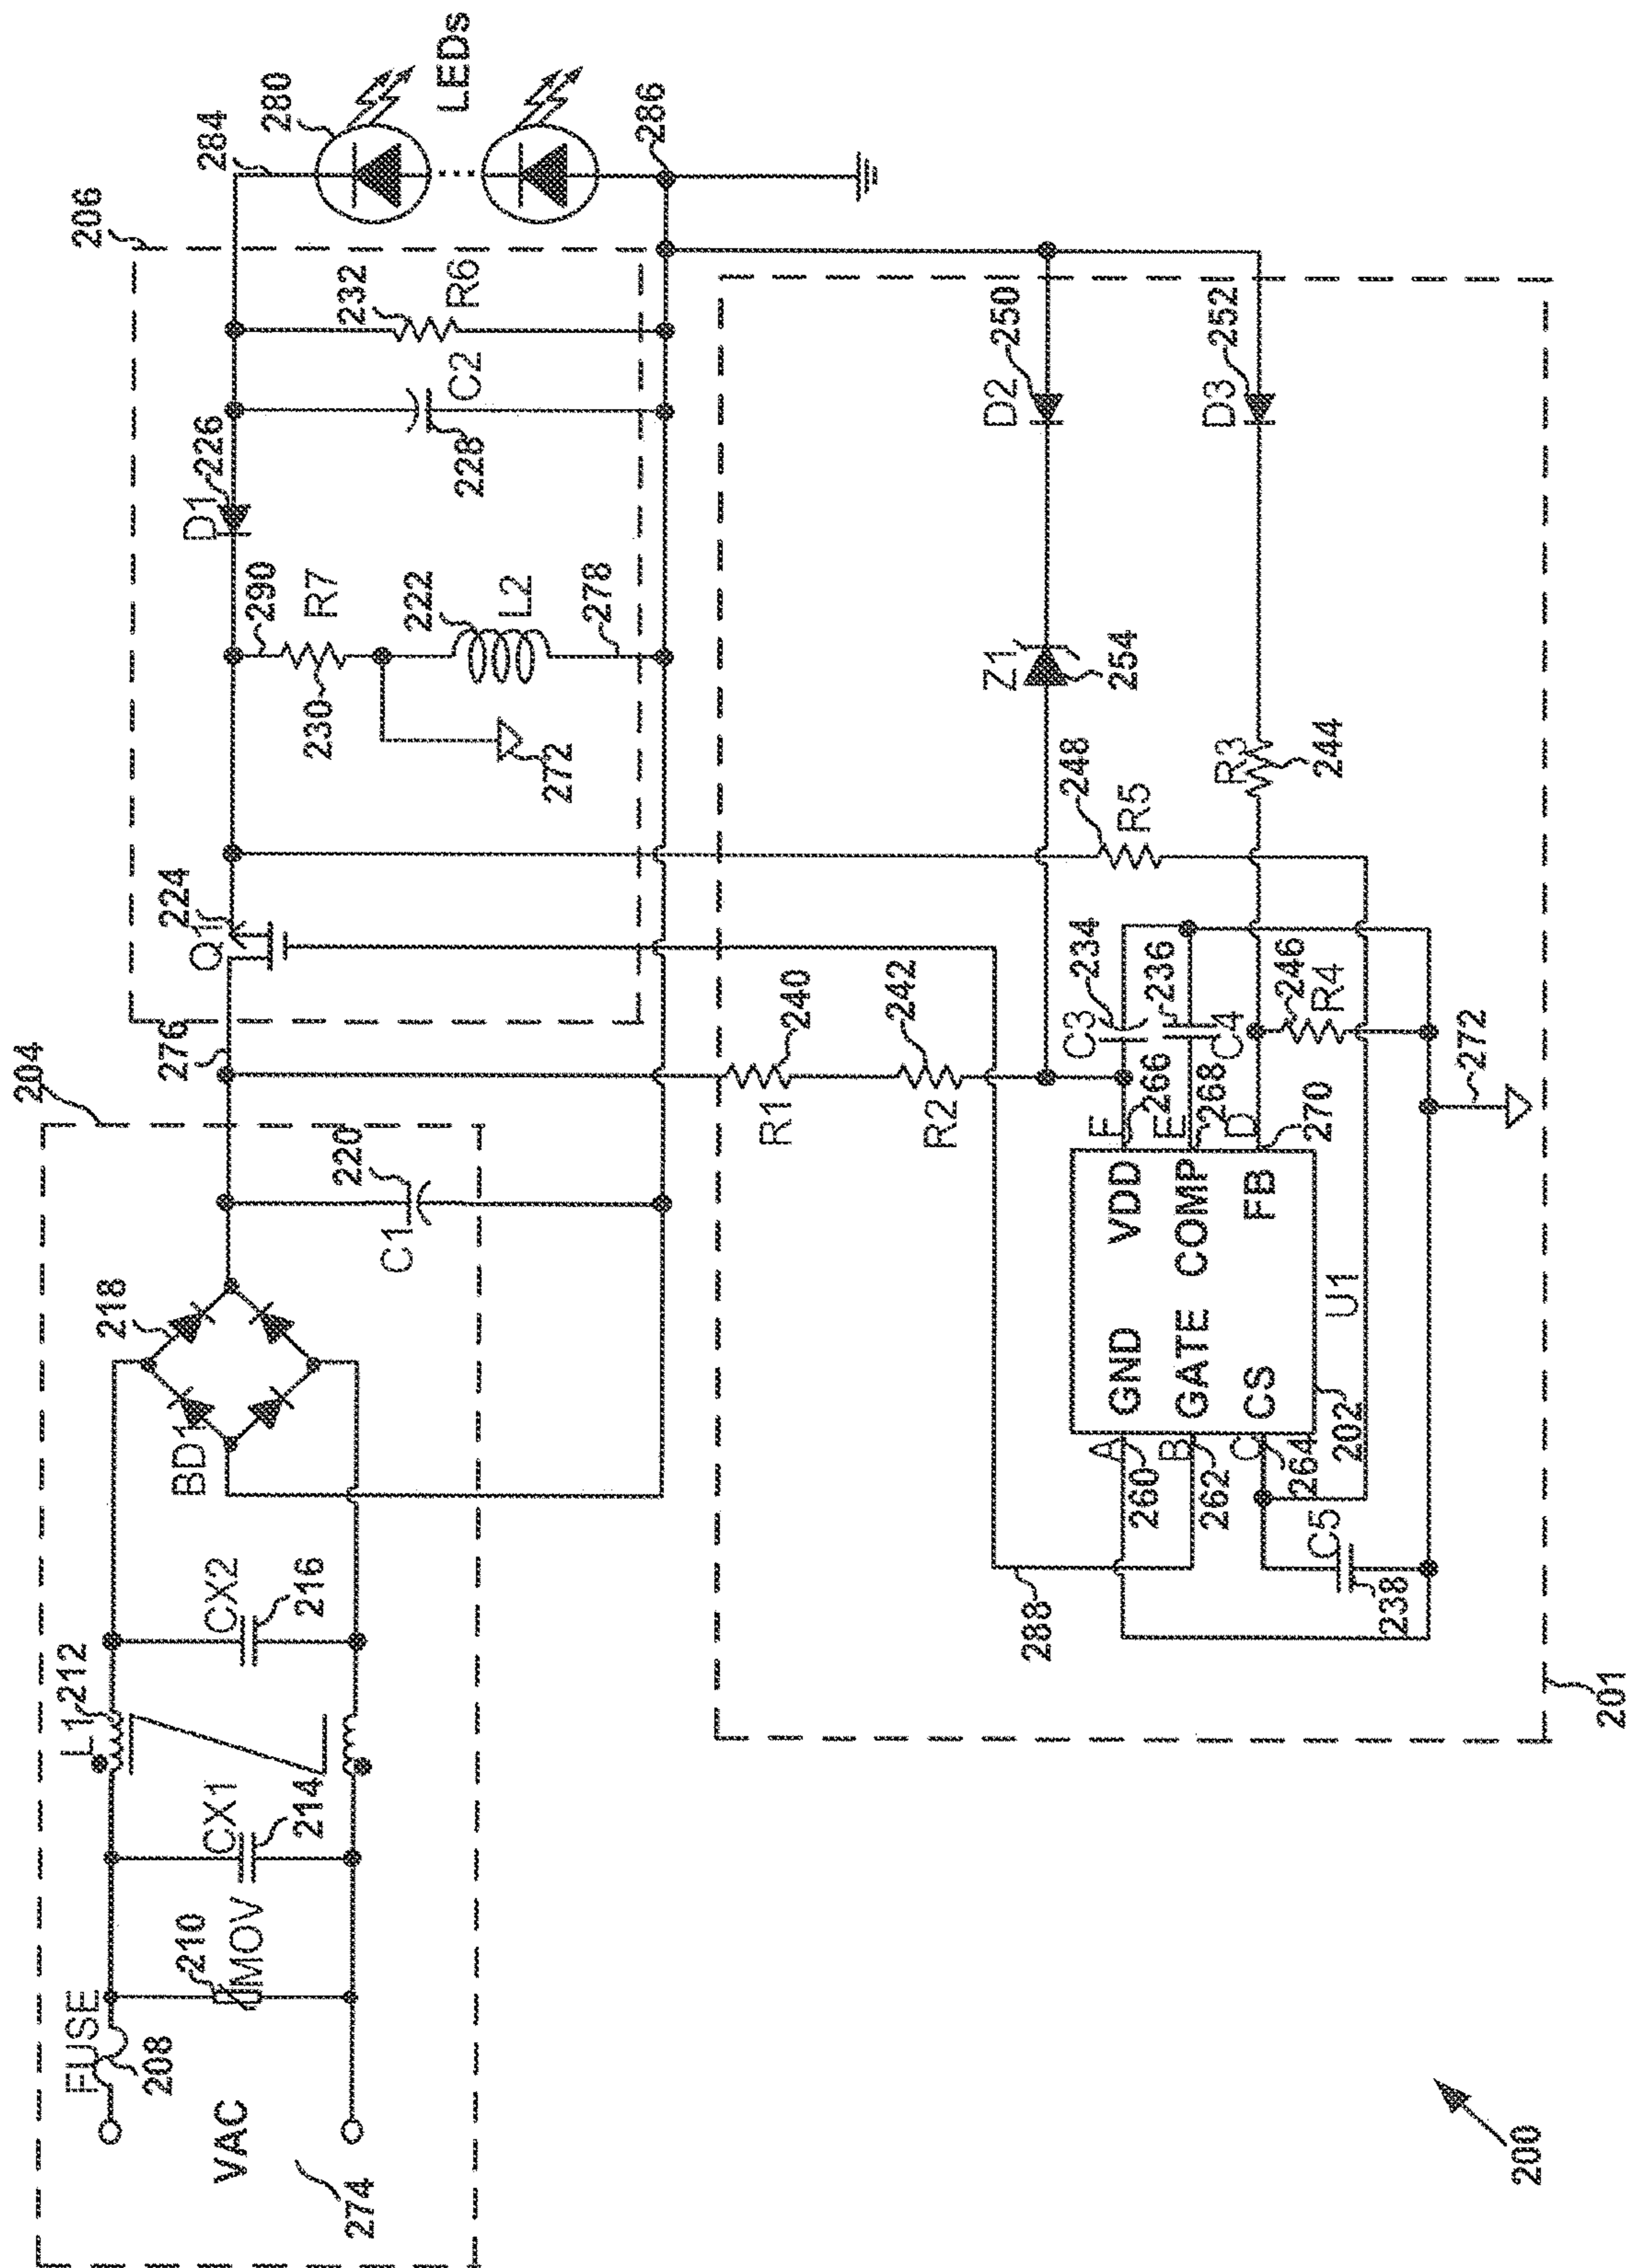 204
206
284
280
LEDs
286
276
224
Q1
290
R7
230
222
L2
278
272
D1
226
C2
228
232
R6
FUSE
208
VAC
274
210
MOV
CX1
214
L1
212
CX2
216
BD1
218
C1
220
R1
240
R2
242
288
248
R5
Z1
254
D2
250
D3
252
R3
244
C3
234
236
C4
246
R4
272
F
266
E
268
D
270
GND VDD
GATE COMP
CS FB
U1
202
A
260
B
262
C
264
C5
238
201
200